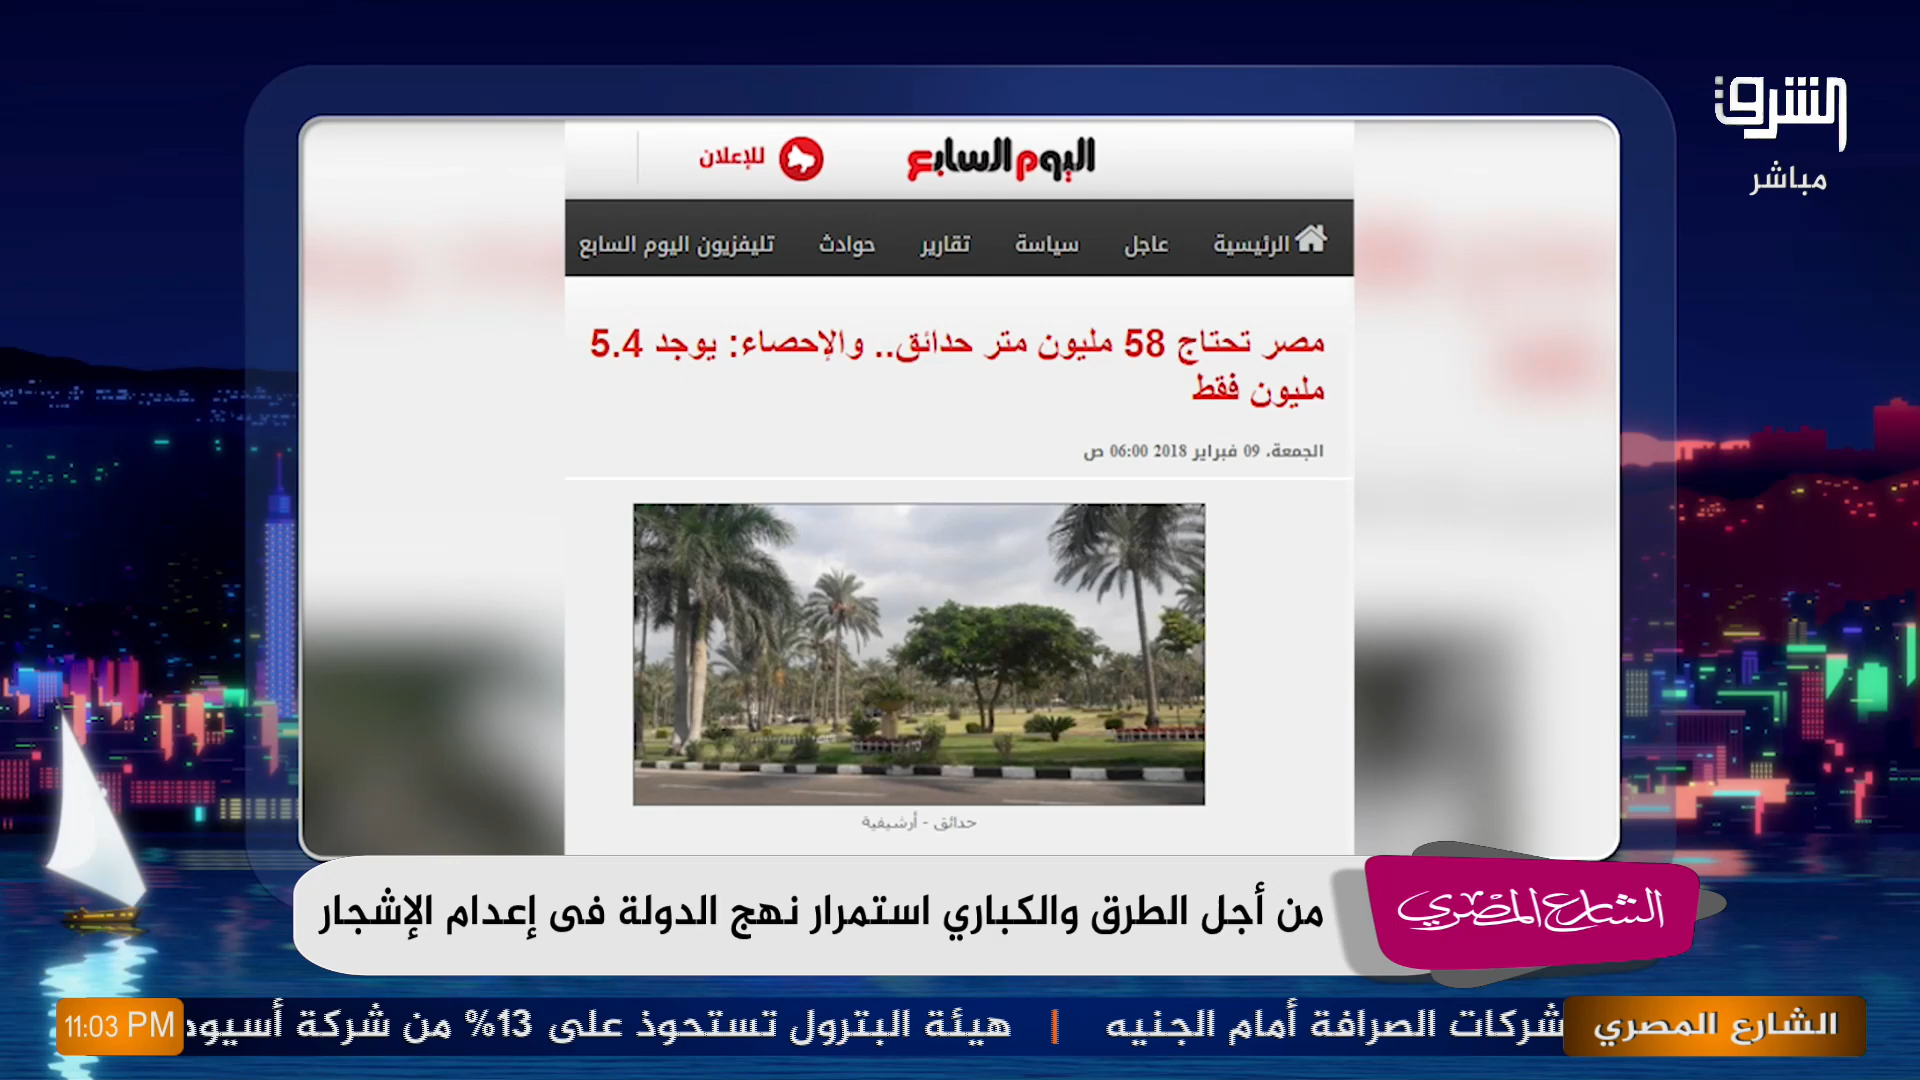 الشرق
مباشر
اليوم السابع
للإعلان
الرئيسية عاجل سياسة تقارير حوادث تليفزيون اليوم السابع
مصر تحتاج 58 مليون متر حدائق.. والإحصاء: يوجد 5.4
مليون فقط
الجمعة، 09 فبراير 2018 06:00 ص
حدائق - أرشيفية
الشارع المصري
من أجل الطرق والكباري استمرار نهج الدولة فى إعدام الإشجار
الشارع المصري
شركات الصرافة أمام الجنيه | هيئة البترول تستحوذ على 13% من شركة أسيود
11:03 PM